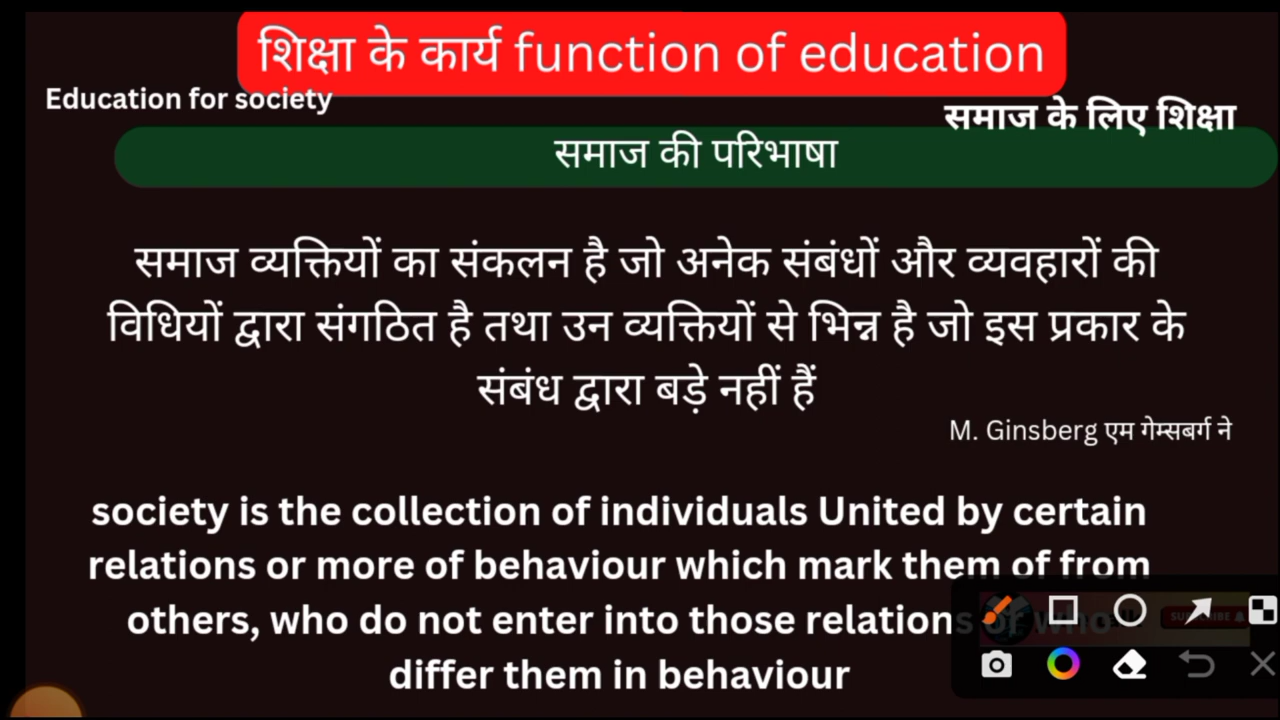 शिक्षा के कार्य function of education
Education for society
समाज के लिए शिक्षा
समाज की परिभाषा
समाज व्यक्तियों का संकलन है जो अनेक संबंधों और व्यवहारों की
विधियों द्वारा संगठित है तथा उन व्यक्तियों से भिन्न है जो इस प्रकार के
संबंध द्वारा बड़े नहीं हैं
M. Ginsberg एम गेम्सबर्ग ने
society is the collection of individuals United by certain
relations or more of behaviour which mark them of from
others, who do not enter into those relations or who
differ them in behaviour
SUBSCRIBE